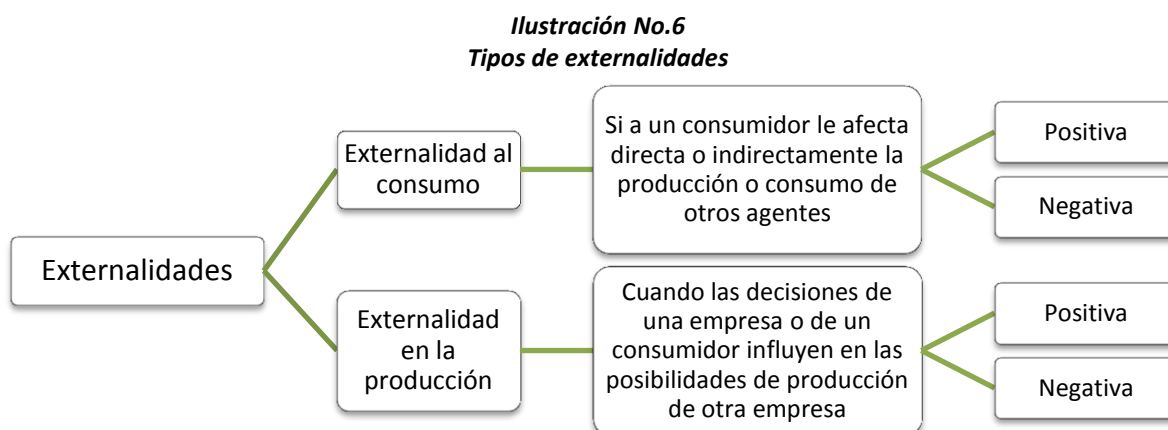 Ilustración No.6
Tipos de externalidades
Externalidades
Externalidad al
consumo
Si a un consumidor le afecta
directa o indirectamente la
producción o consumo de
otros agentes
Positiva
Negativa
Externalidad
en la
producción
Cuando las decisiones de
una empresa o de un
consumidor influyen en las
posibilidades de producción
de otra empresa
Positiva
Negativa